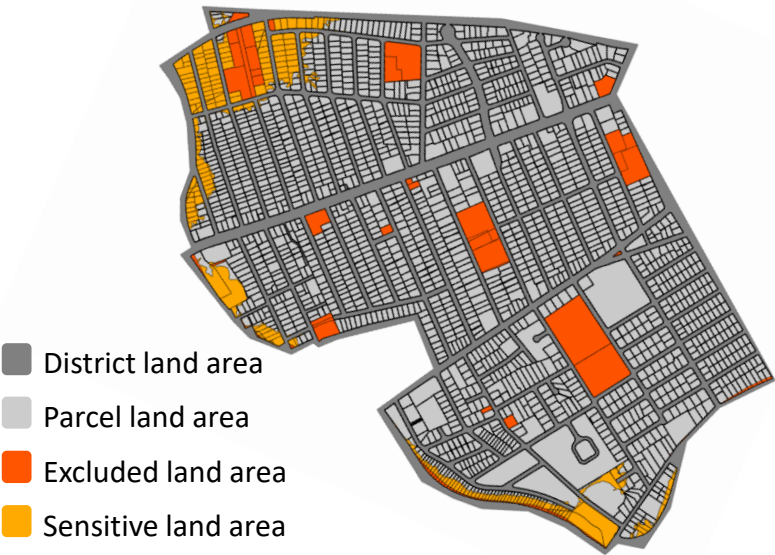 District land area
Parcel land area
Excluded land area
Sensitive land area